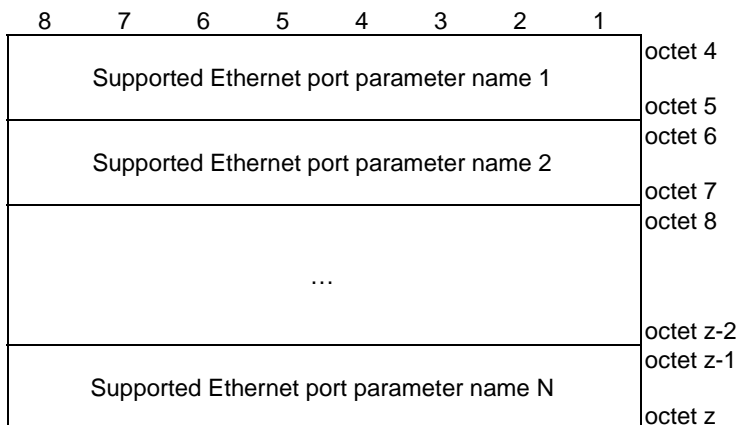 8 7 6 5 4 3 2 1
octet 4
Supported Ethernet port parameter name 1
octet 5
octet 6
Supported Ethernet port parameter name 2
octet 7
octet 8
…
octet z-2
octet z-1
Supported Ethernet port parameter name N
octet z